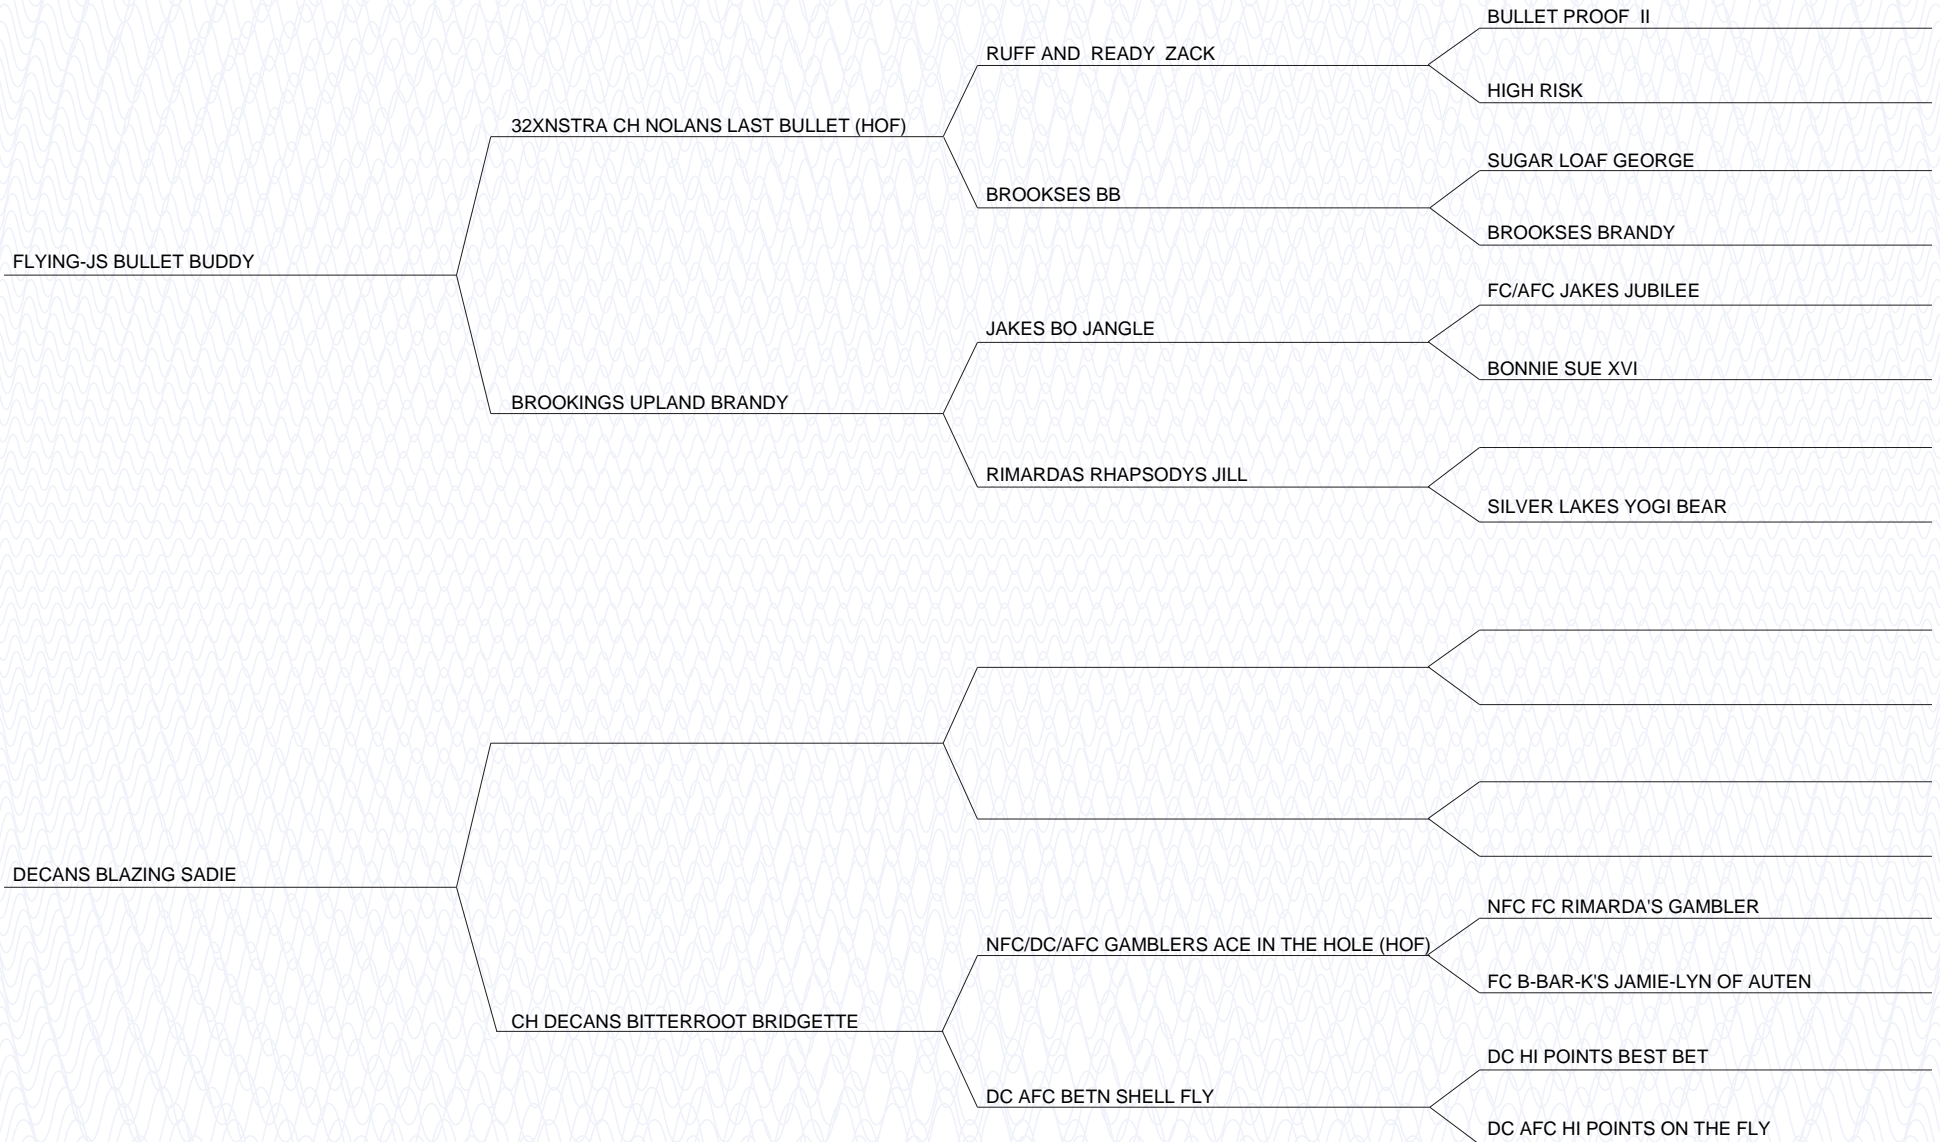 BULLET PROOF  II
RUFF AND  READY  ZACK
HIGH RISK
32XNSTRA CH NOLANS LAST BULLET (HOF)
SUGAR LOAF GEORGE
BROOKSES BB
BROOKSES BRANDY
FLYING-JS BULLET BUDDY
FC/AFC JAKES JUBILEE
JAKES BO JANGLE
BONNIE SUE XVI
BROOKINGS UPLAND BRANDY
RIMARDAS RHAPSODYS JILL
SILVER LAKES YOGI BEAR
DECANS BLAZING SADIE
NFC FC RIMARDA'S GAMBLER
NFC/DC/AFC GAMBLERS ACE IN THE HOLE (HOF)
FC B-BAR-K'S JAMIE-LYN OF AUTEN
CH DECANS BITTERROOT BRIDGETTE
DC HI POINTS BEST BET
DC AFC BETN SHELL FLY
DC AFC HI POINTS ON THE FLY